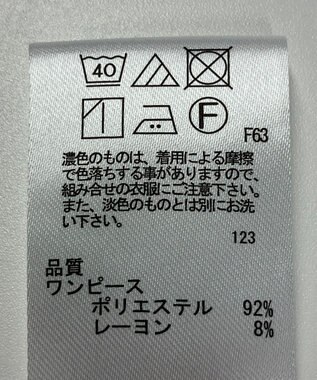 40
F
F63
濃色のものは、着用による摩擦
で色落ちする事がありますので、
組み合せの衣服にご注意下さい。
また、淡色のものとは別にお洗
い下さい。
123
品質
ワンピース
ポリエステル 92%
レーヨン 8%